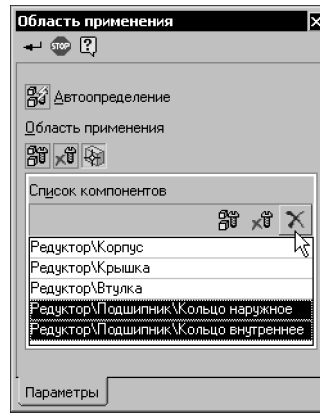 Область применения
STOP
Автоопределение
Область применения
Список компонентов
Редуктор\Корпус
Редуктор\Крышка
Редуктор\Втулка
Редуктор\Подшипник\Кольцо наружное
Редуктор\Подшипник\Кольцо внутреннее
Параметры